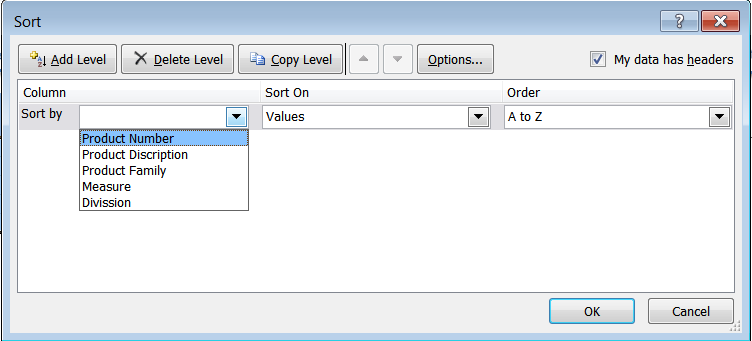 Sort
Add Level Delete Level Copy Level Options... My data has headers
Column Sort On Order
Sort by Values A to Z
Product Number
Product Discription
Product Family
Measure
Divission
OK Cancel